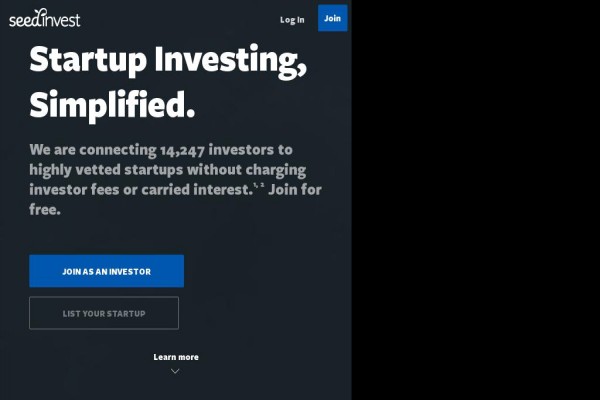 seedinvest
Log In
Join
Startup Investing,
Simplified.
We are connecting 14,247 investors to
highly vetted startups without charging
investor fees or carried interest.¹, ² Join for
free.
JOIN AS AN INVESTOR
LIST YOUR STARTUP
Learn more